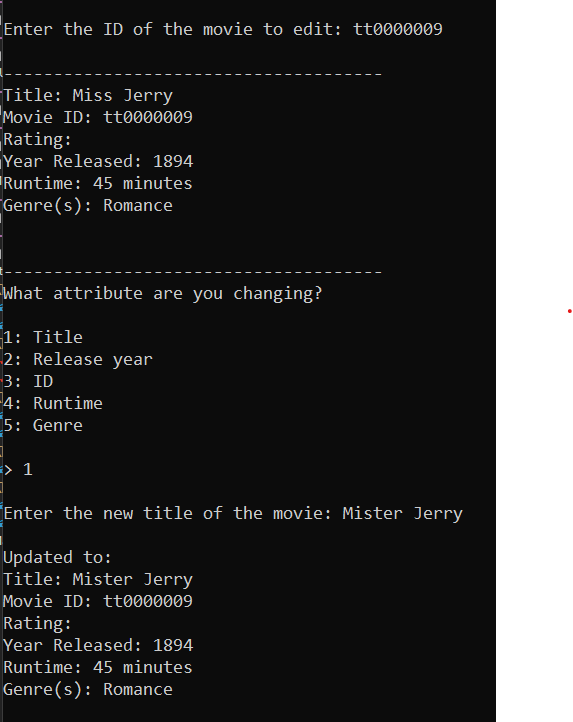 Enter the ID of the movie to edit: tt0000009
--------------------------------------
Title: Miss Jerry
Movie ID: tt0000009
Rating:
Year Released: 1894
Runtime: 45 minutes
Genre(s): Romance
--------------------------------------
What attribute are you changing?
1: Title
2: Release year
3: ID
4: Runtime
5: Genre
> 1
Enter the new title of the movie: Mister Jerry
Updated to:
Title: Mister Jerry
Movie ID: tt0000009
Rating:
Year Released: 1894
Runtime: 45 minutes
Genre(s): Romance